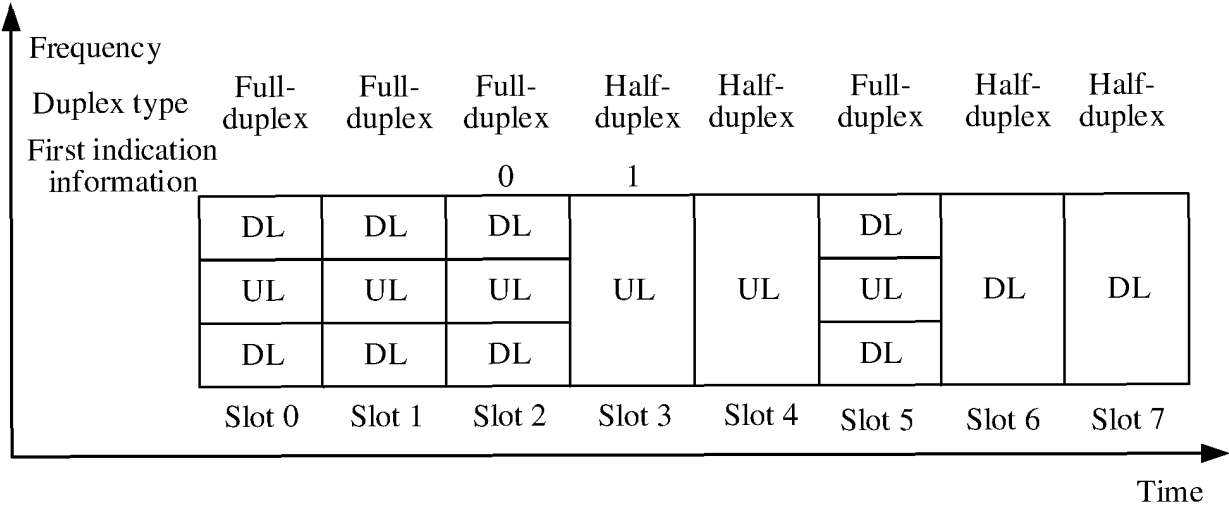 Frequency
Duplex type
Full-
duplex
Full-
duplex
Full-
duplex
Half-
duplex
Half-
duplex
Full-
duplex
Half-
duplex
Half-
duplex
First indication
information
0 1
DL DL DL DL
UL UL UL UL UL UL DL DL
DL DL DL DL
Slot 0 Slot 1 Slot 2 Slot 3 Slot 4 Slot 5 Slot 6 Slot 7
Time